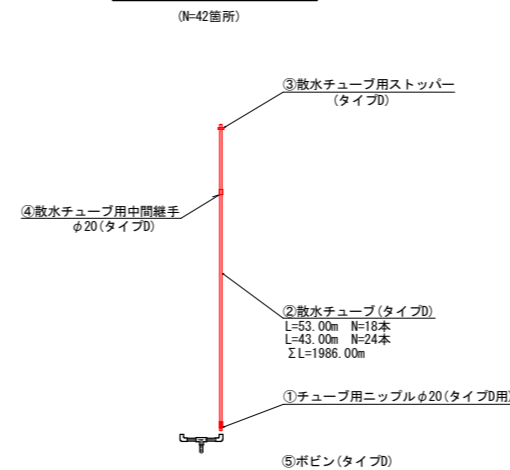 (N=42箇所)
③散水チューブ用ストッパー
(タイプD)
④散水チューブ用中間継手
φ20(タイプD)
②散水チューブ(タイプD)
L=53.00m N=18本
L=43.00m N=24本
ΣL=1986.00m
①チューブ用ニップルφ20(タイプD用)
⑤ボビン(タイプD)